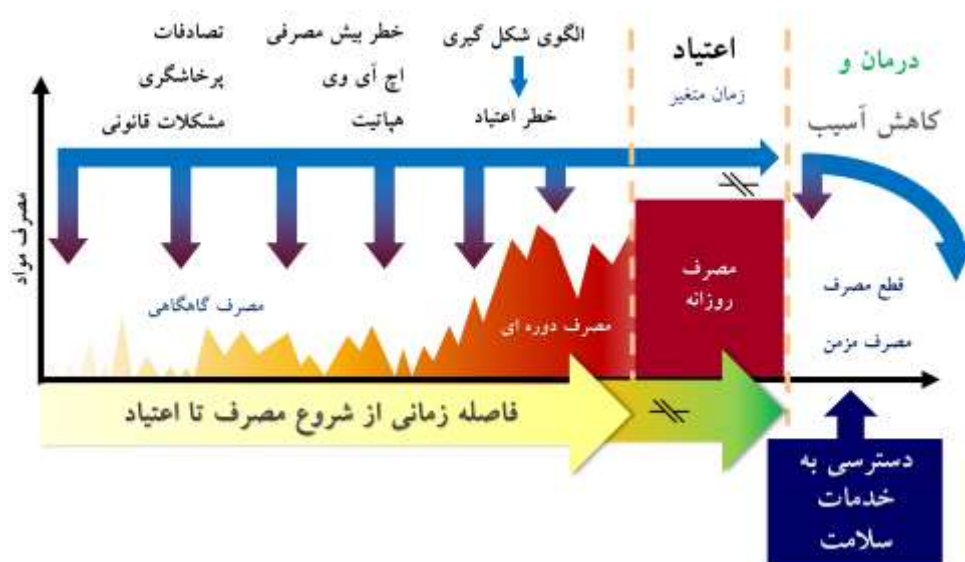 درمان و
کاهش آسیب
اعتیاد
زمان متغیر
الگوی شکل گیری
خطر اعتیاد
خطر بیش مصرفی
اچ آی وی
هپاتیت
تصادفات
پرخاشگری
مشکلات قانونی
مصرف مواد
مصرف گاهگاهی
مصرف دوره ای
مصرف
روزانه
قطع مصرف
مصرف مزمن
فاصله زمانی از شروع مصرف تا اعتیاد
دسترسی به
خدمات
سلامت